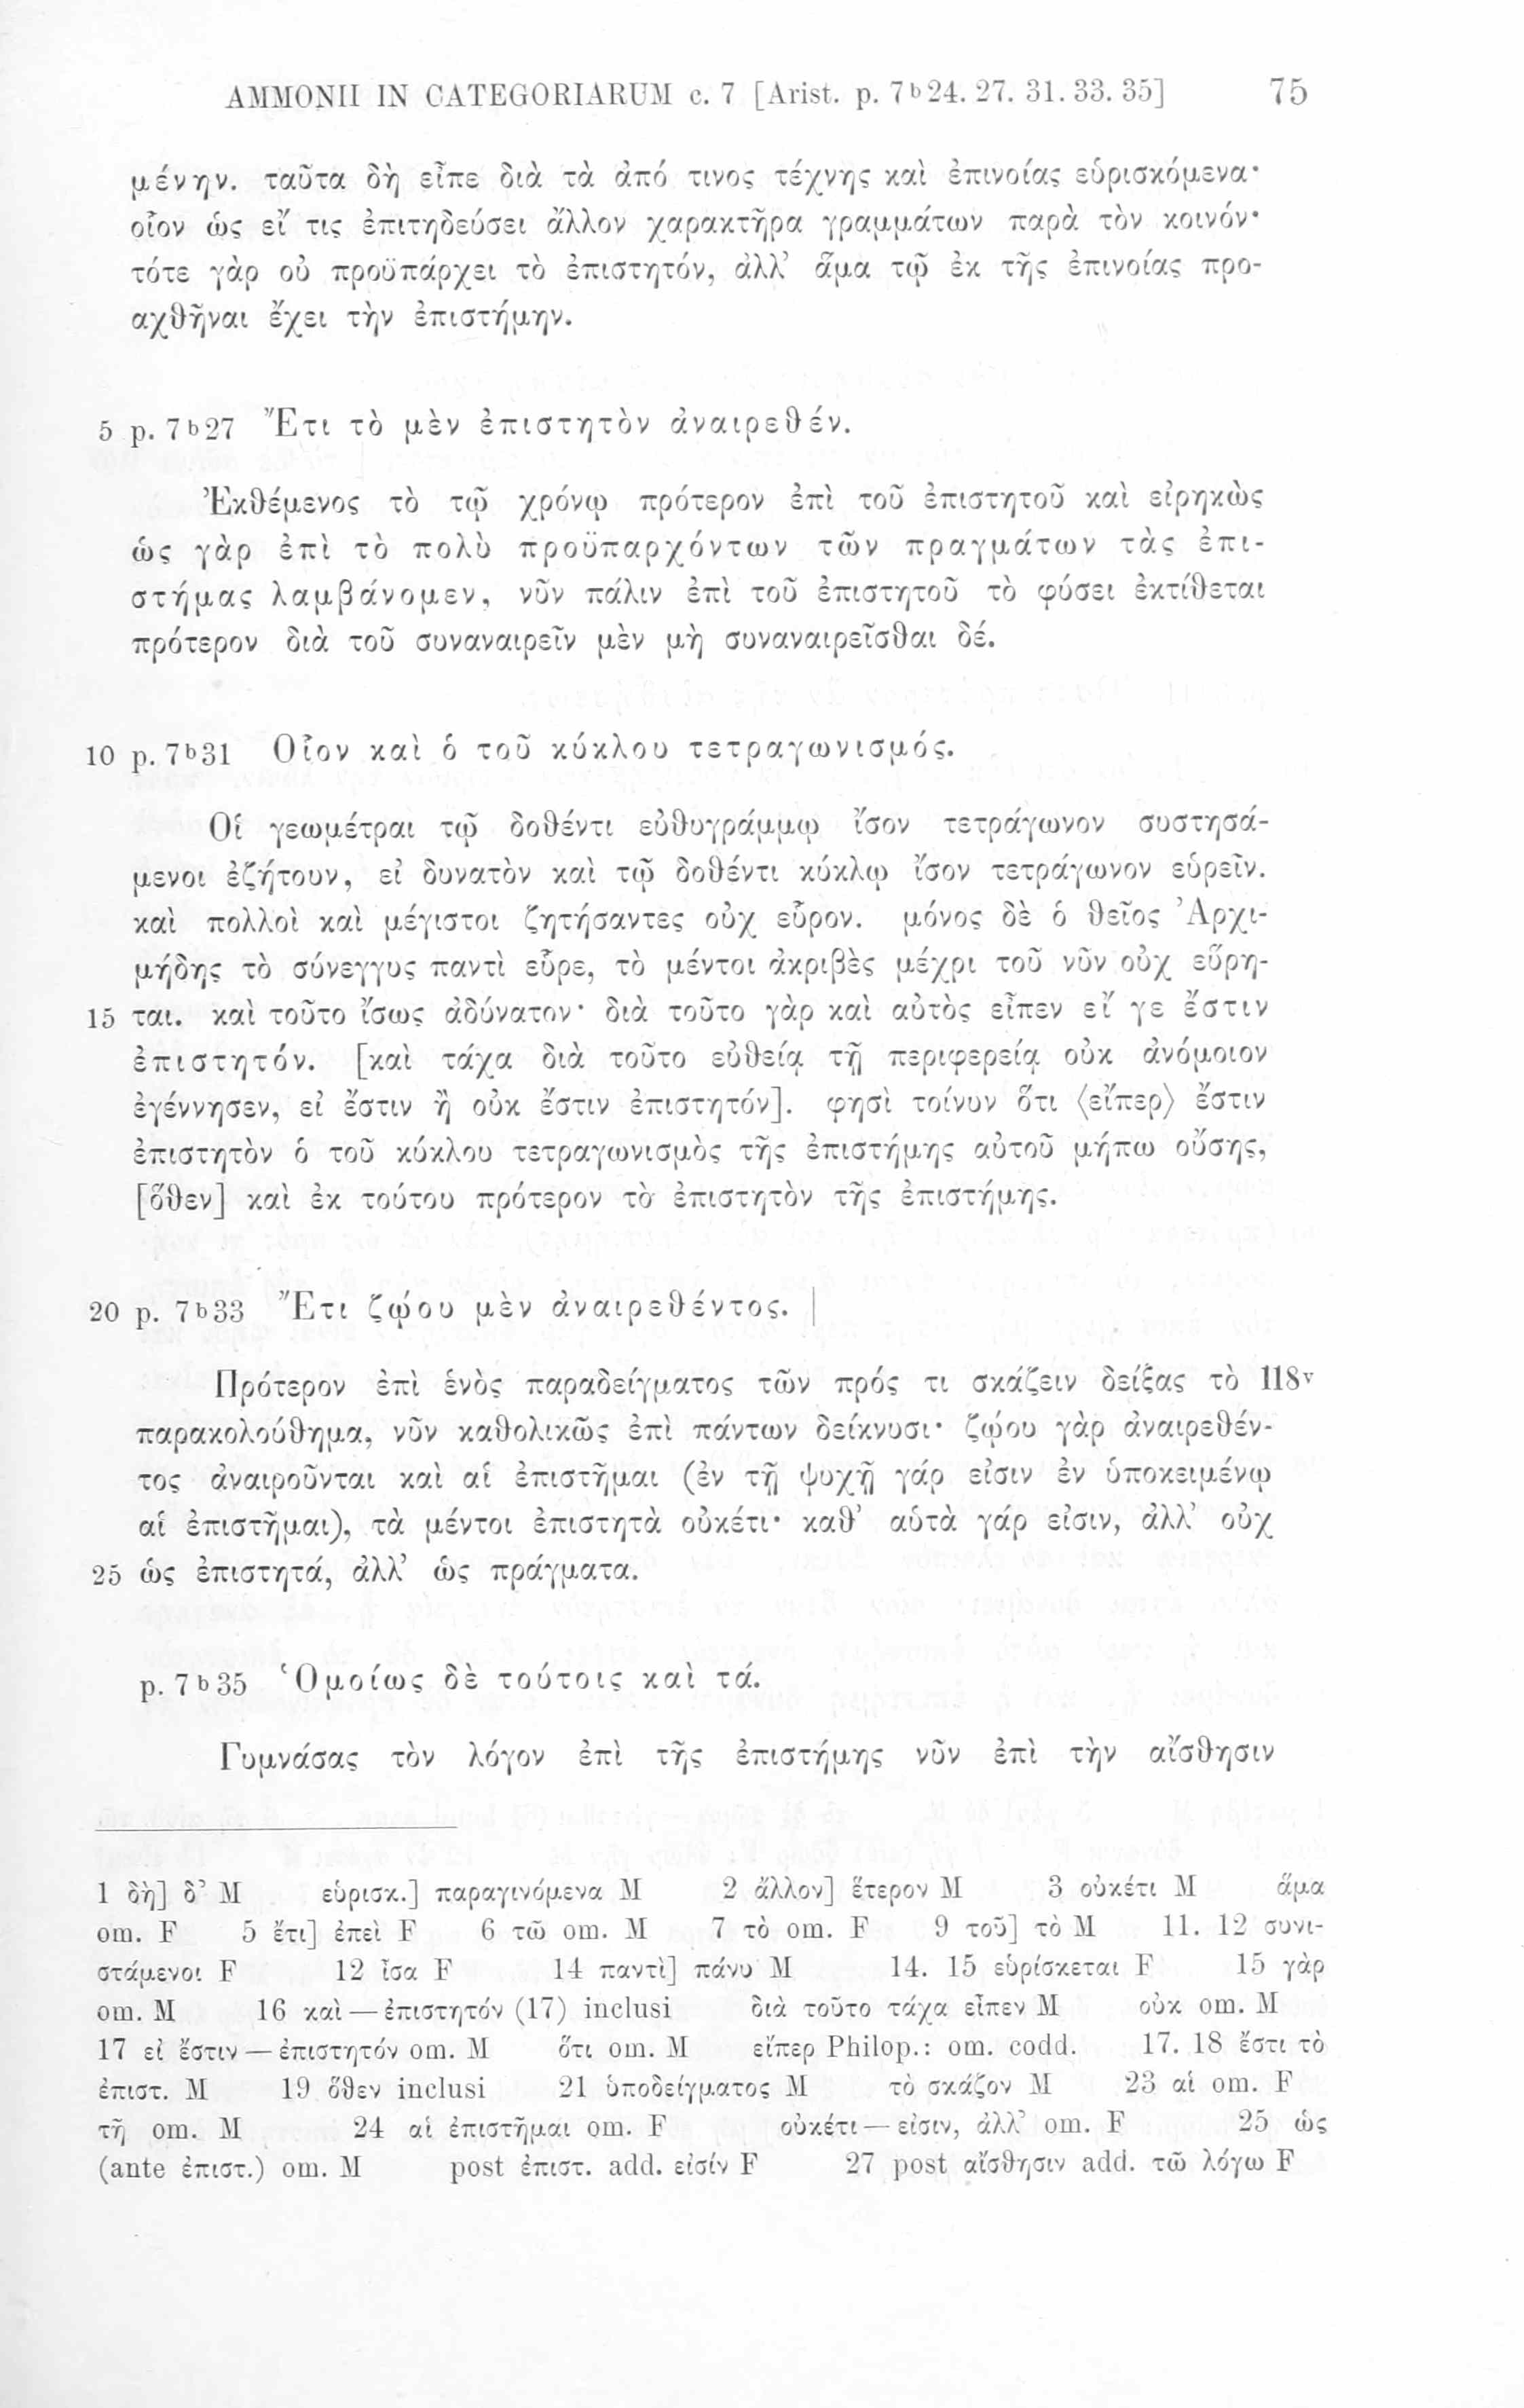 AMMONII IN CATEGORIARUM c. 7 [Arist. p. 7b24. 27. 31. 33. 35] 75
μένην. ταῦτα δὴ εἶπε διὰ τὰ ἀπό τινος τέχνης καὶ ἐπινοίας εὑρισκόμενα·
οἷον ὡς εἴ τις ἐπιτηδεύσει ἄλλον χαρακτῆρα γραμμάτων παρὰ τὸν κοινόν·
τότε γὰρ οὐ προϋπάρχει τὸ ἐπιστητόν, ἀλλ’ ἅμα τῷ ἐκ τῆς ἐπινοίας προ-
αχθῆναι ἔχει τὴν ἐπιστήμην.
5 p. 7b27 Ἔτι τὸ μὲν ἐπιστητὸν ἀναιρεθέν.
Ἐκθέμενος τὸ τῷ χρόνῳ πρότερον ἐπὶ τοῦ ἐπιστητοῦ καὶ εἰρηκὼς
ὡς γὰρ ἐπὶ τὸ πολὺ προϋπαρχόντων τῶν πραγμάτων τὰς ἐπι-
στήμας λαμβάνομεν, νῦν πάλιν ἐπὶ τοῦ ἐπιστητοῦ τὸ φύσει ἐκτίθεται
πρότερον διὰ τοῦ συναναιρεῖν μὲν μὴ συναναιρεῖσθαι δέ.
10 p. 7b31 Οἷον καὶ ὁ τοῦ κύκλου τετραγωνισμός.
Οἱ γεωμέτραι τῷ δοθέντι εὐθυγράμμῳ ἴσον τετράγωνον συστησά-
μενοι ἐζήτουν, εἰ δυνατὸν καὶ τῷ δοθέντι κύκλῳ ἴσον τετράγωνον εὑρεῖν.
καὶ πολλοὶ καὶ μέγιστοι ζητήσαντες οὐχ εὗρον. μόνος δὲ ὁ θεῖος Ἀρχι-
μήδης τὸ σύνεγγυς παντὶ εὗρε, τὸ μέντοι ἀκριβὲς μέχρι τοῦ νῦν οὐχ εὕρη-
15 ται. καὶ τοῦτο ἴσως ἀδύνατον· διὰ τοῦτο γὰρ καὶ αὐτὸς εἶπεν εἴ γε ἔστιν
ἐπιστητόν. [καὶ τάχα διὰ τοῦτο εὐθείᾳ τῇ περιφερείᾳ οὐκ ἀνόμοιον
ἐγέννησεν, εἰ ἔστιν ἢ οὐκ ἔστιν ἐπιστητόν]. φησὶ τοίνυν ὅτι ⟨εἴπερ⟩ ἔστιν
ἐπιστητὸν ὁ τοῦ κύκλου τετραγωνισμὸς τῆς ἐπιστήμης αὐτοῦ μήπω οὔσης,
[ὅθεν] καὶ ἐκ τούτου πρότερον τὸ ἐπιστητὸν τῆς ἐπιστήμης.
20 p. 7b33 Ἔτι ζῴου μὲν ἀναιρεθέντος. |
Πρότερον ἐπὶ ἑνὸς παραδείγματος τῶν πρός τι σκάζειν δείξας τὸ 118v
παρακολούθημα, νῦν καθολικῶς ἐπὶ πάντων δείκνυσι· ζῴου γὰρ ἀναιρεθέν-
τος ἀναιροῦνται καὶ αἱ ἐπιστῆμαι (ἐν τῇ ψυχῇ γάρ εἰσιν ἐν ὑποκειμένῳ
αἱ ἐπιστῆμαι), τὰ μέντοι ἐπιστητὰ οὐκέτι· καθ’ αὑτὰ γάρ εἰσιν, ἀλλ’ οὐχ
25 ὡς ἐπιστητά, ἀλλ’ ὡς πράγματα.
p. 7b35 Ὁμοίως δὲ τούτοις καὶ τά.
Γυμνάσας τὸν λόγον ἐπὶ τῆς ἐπιστήμης νῦν ἐπὶ τὴν αἴσθησιν
1 δὴ] δ’ M εὑρισκ.] παραγινόμενα M 2 ἄλλον] ἕτερον M 3 οὐκέτι M ἅμα
om. F 5 ἔτι] ἐπεὶ F 6 τῶ om. M 7 τὸ om. F 9 τοῦ] τὸ M 11. 12 συνι-
στάμενοι F 12 ἶσα F 14 παντὶ] πάνυ M 14. 15 εὑρίσκεται F 15 γὰρ
om. M 16 καὶ — ἐπιστητόν (17) inclusi διὰ τοῦτο τάχα εἶπεν M οὐκ om. M
17 εἰ ἔστιν — ἐπιστητόν om. M ὅτι om. M εἴπερ Philop.: om. codd. 17. 18 ἔστι τὸ
ἐπιστ. M 19 ὅθεν inclusi 21 ὑποδείγματος M τὸ σκάζον M 23 αἱ om. F
τῆ om. M 24 αἱ ἐπιστῆμαι om. F οὐκέτι — εἰσιν, ἀλλ’ om. F 25 ὡς
(ante ἐπιστ.) om. M post ἐπιστ. add. εἰσίν F 27 post αἴσθησιν add. τῶ λόγω F